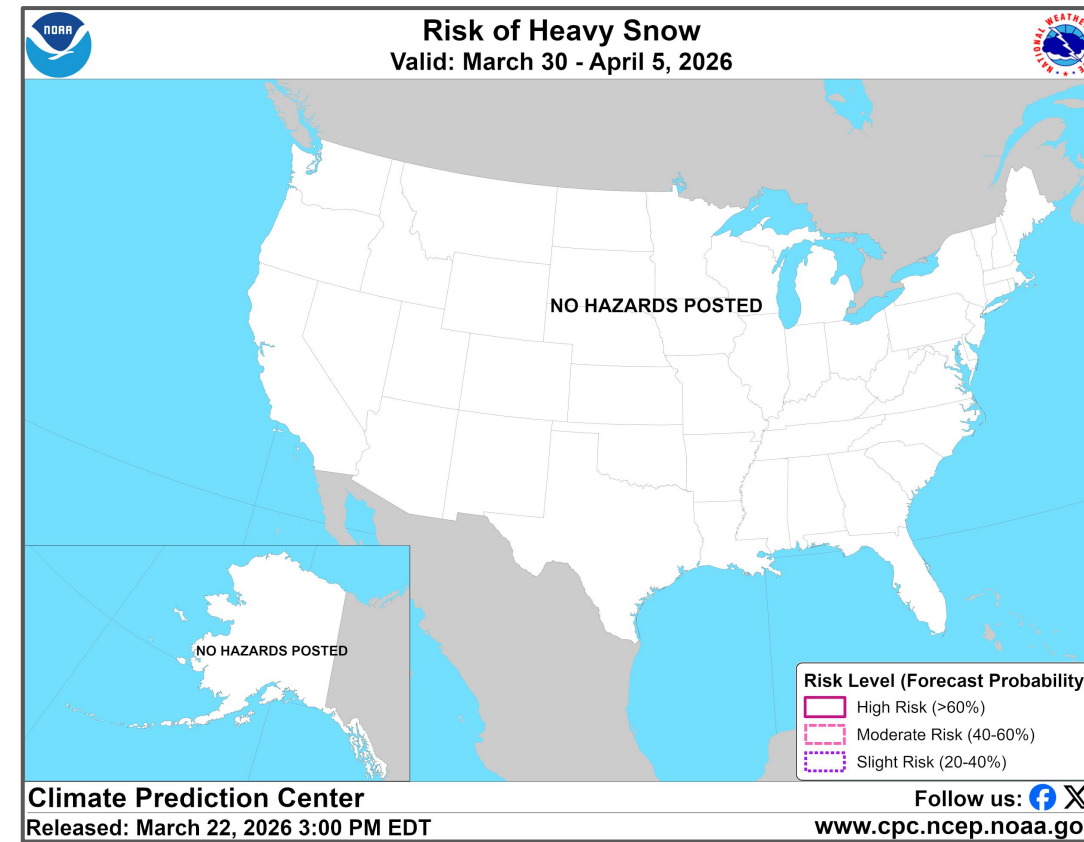 NOAA
Risk of Heavy Snow
Valid: March 30 - April 5, 2026
NO HAZARDS POSTED
NO HAZARDS POSTED
Risk Level (Forecast Probability
High Risk (>60%)
Moderate Risk (40-60%)
Slight Risk (20-40%)
Climate Prediction Center
Follow us:
Released: March 22, 2026 3:00 PM EDT
www.cpc.ncep.noaa.go